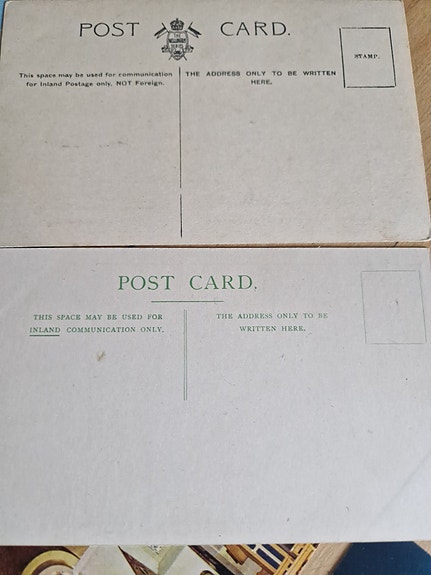 POST CARD.
THE
WELLINGTON
SERIES
STAMP.
This space may be used for communication
for Inland Postage only, NOT Foreign.
THE ADDRESS ONLY TO BE WRITTEN
HERE.
POST CARD,
THIS SPACE MAY BE USED FOR
INLAND COMMUNICATION ONLY,
THE ADDRESS ONLY TO BE
WRITTEN HERE.